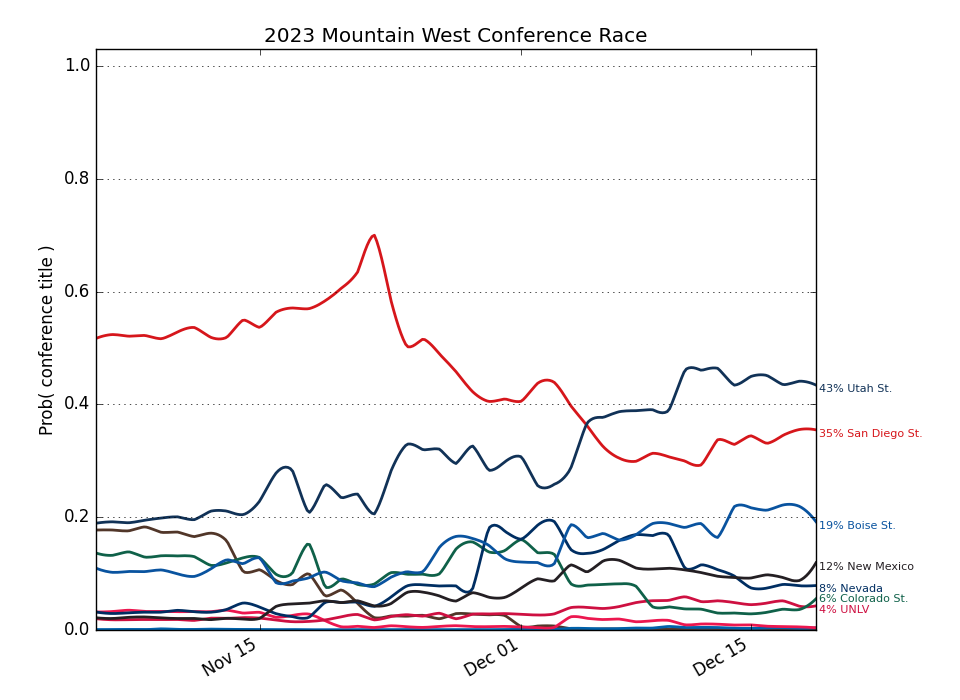 2023 Mountain West Conference Race
1.0
0.8
0.6
0.4
0.2
0.0
Prob( conference title )
Nov 15
Dec 01
Dec 15
43% Utah St.
35% San Diego St.
19% Boise St.
12% New Mexico
8% Nevada
6% Colorado St.
4% UNLV